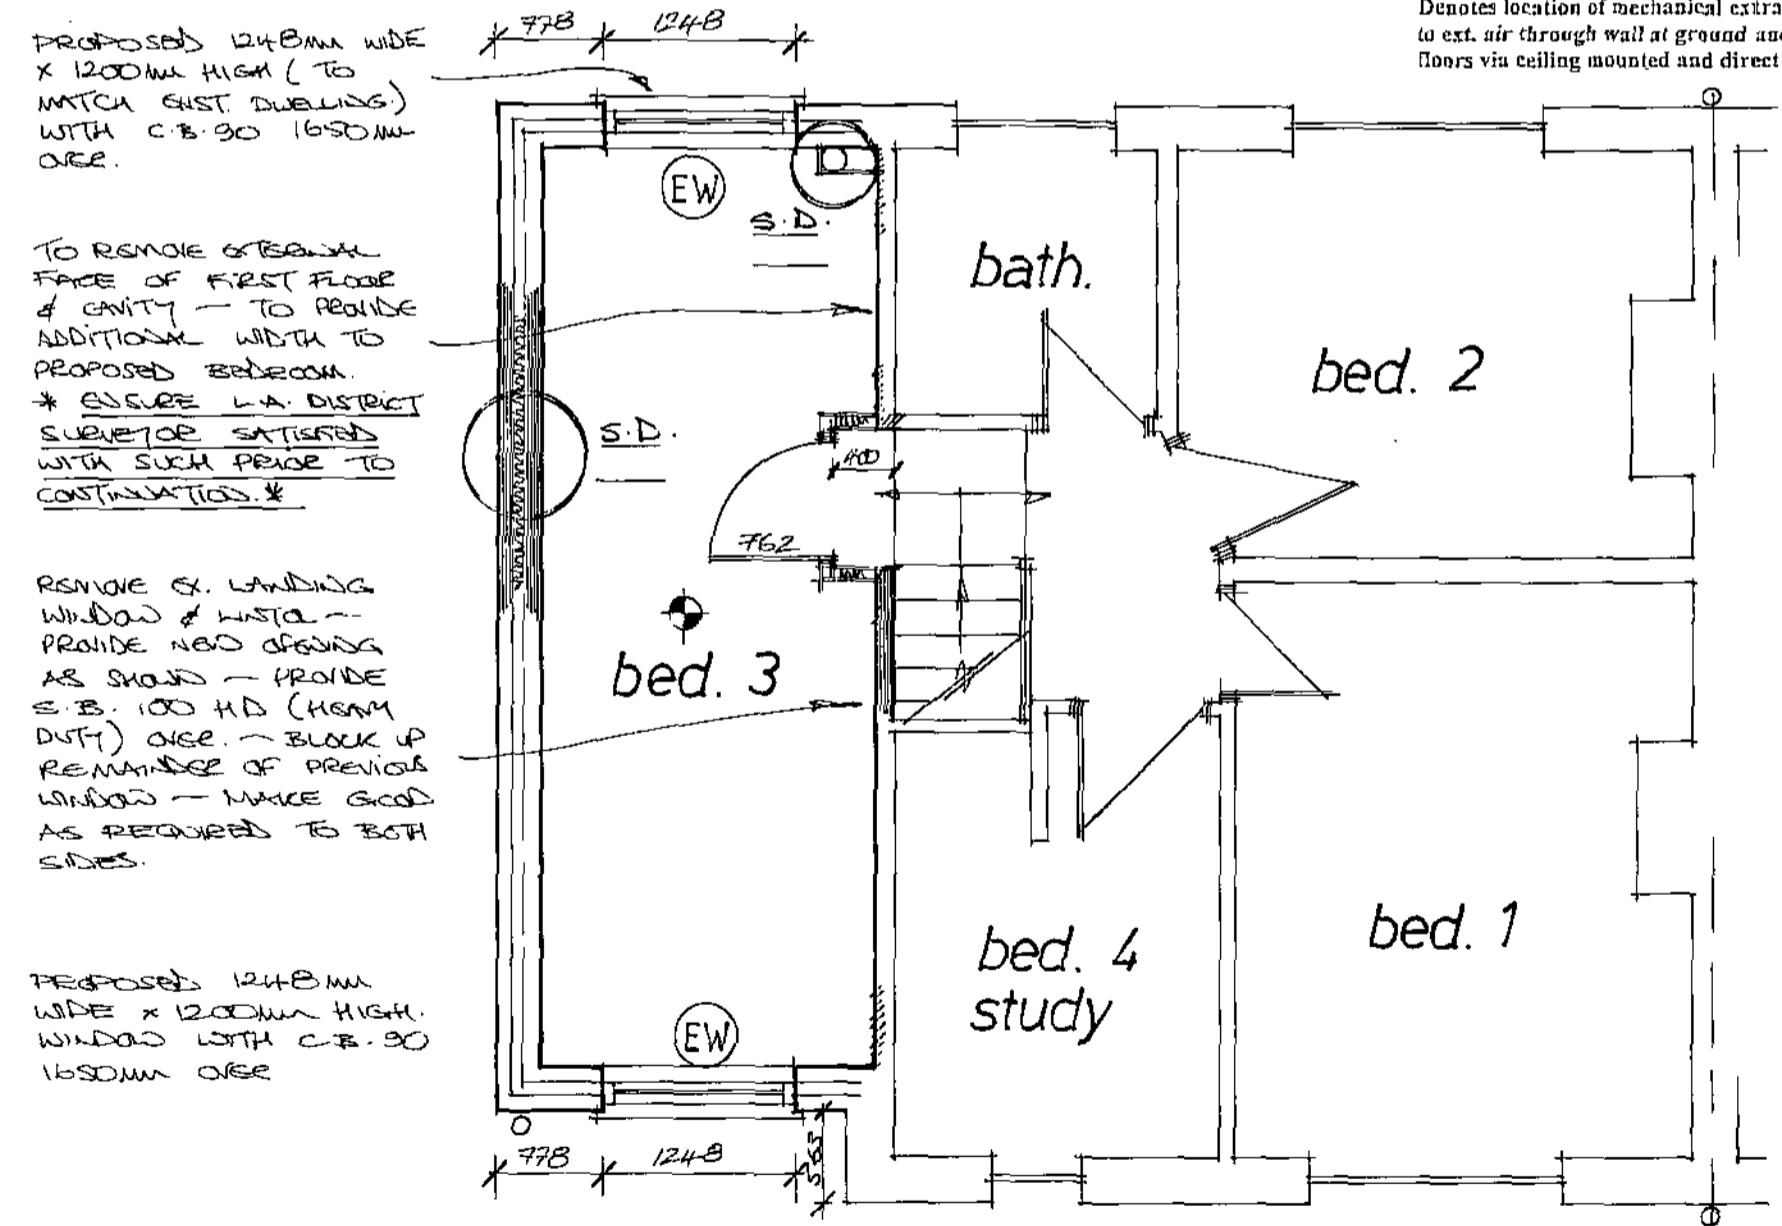 PROPOSED 1248MM WIDE
X 1200MM HIGH (TO
MATCH EXIST. DWELLING.)
WITH C.B.90 1650MM
OVER.
TO REMOVE EXTERNAL
FACE OF FIRST FLOOR
& CAVITY — TO PROVIDE
ADDITIONAL WIDTH TO
PROPOSED BEDROOM.
* ENSURE L.A. DISTRICT
SURVEYOR SATISFIED
WITH SUCH PRIOR TO
CONTINUATION.*
REMOVE EX. LANDING
WINDOW & LINTOL --
PROVIDE NEW OPENING
AS SHOWN — PROVIDE
S.B. 100 HD (HEAVY
DUTY) OVER. — BLOCK UP
REMAINDER OF PREVIOUS
WINDOW — MAKE GOOD
AS REQUIRED TO BOTH
SIDES.
PROPOSED 1248MM
WIDE x 1200MM HIGH.
WINDOW WITH C.B.90
1650MM OVER
Denotes location of mechanical extra
to ext. air through wall at ground and
floors via ceiling mounted and direct
778 1248
EW
S.D.
bath.
bed. 2
S.D.
400
762
bed. 3
bed. 4
study
bed. 1
EW
778 1248